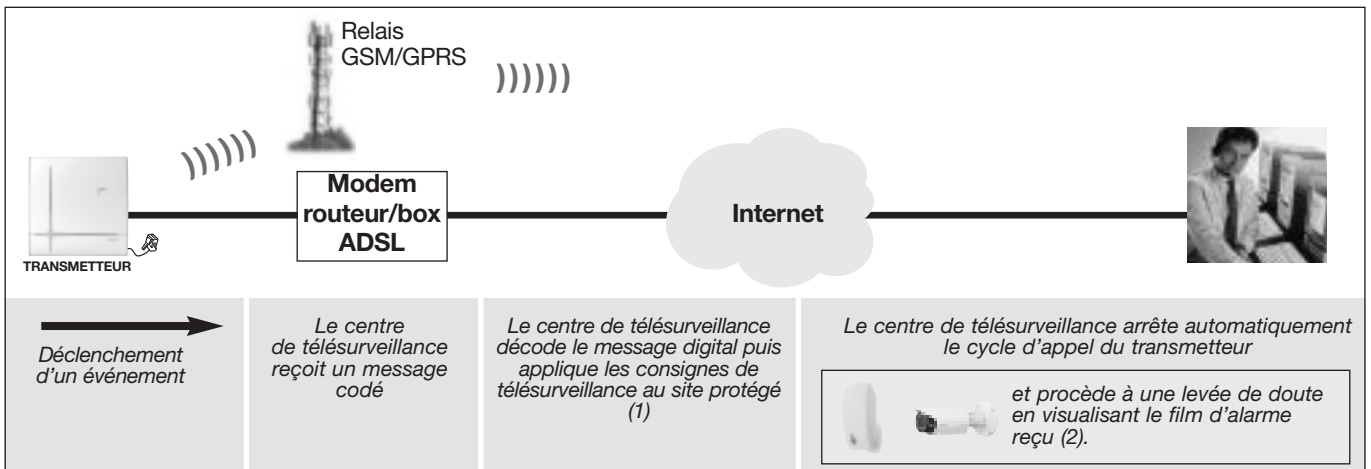 Relais
GSM/GPRS
Modem
routeur/box
ADSL
Internet
TRANSMETTEUR
Déclenchement
d'un événement
Le centre
de télésurveillance
reçoit un message
codé
Le centre de télésurveillance
décode le message digital puis
applique les consignes de
télésurveillance au site protégé
(1)
Le centre de télésurveillance arrête automatiquement
le cycle d'appel du transmetteur
et procède à une levée de doute
en visualisant le film d'alarme
reçu (2).